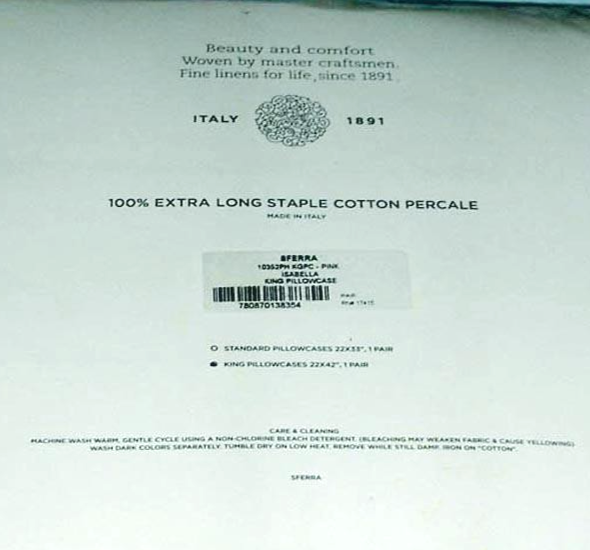 Beauty and comfort
Woven by master craftsmen.
Fine linens for life, since 1891.
ITALY 1891
100% EXTRA LONG STAPLE COTTON PERCALE
MADE IN ITALY
SFERRA
10352PH KGPC - PINK
ISABELLA
KING PILLOWCASE
PAIR
780870138354
STANDARD PILLOWCASES 22X33", 1 PAIR
KING PILLOWCASES 22X42", 1 PAIR
CARE & CLEANING
MACHINE WASH WARM, GENTLE CYCLE USING A NON-CHLORINE BLEACH DETERGENT. (BLEACHING MAY WEAKEN FABRIC & CAUSE YELLOWING)
WASH DARK COLORS SEPARATELY. TUMBLE DRY ON LOW HEAT. REMOVE WHILE STILL DAMP. IRON ON "COTTON".
SFERRA